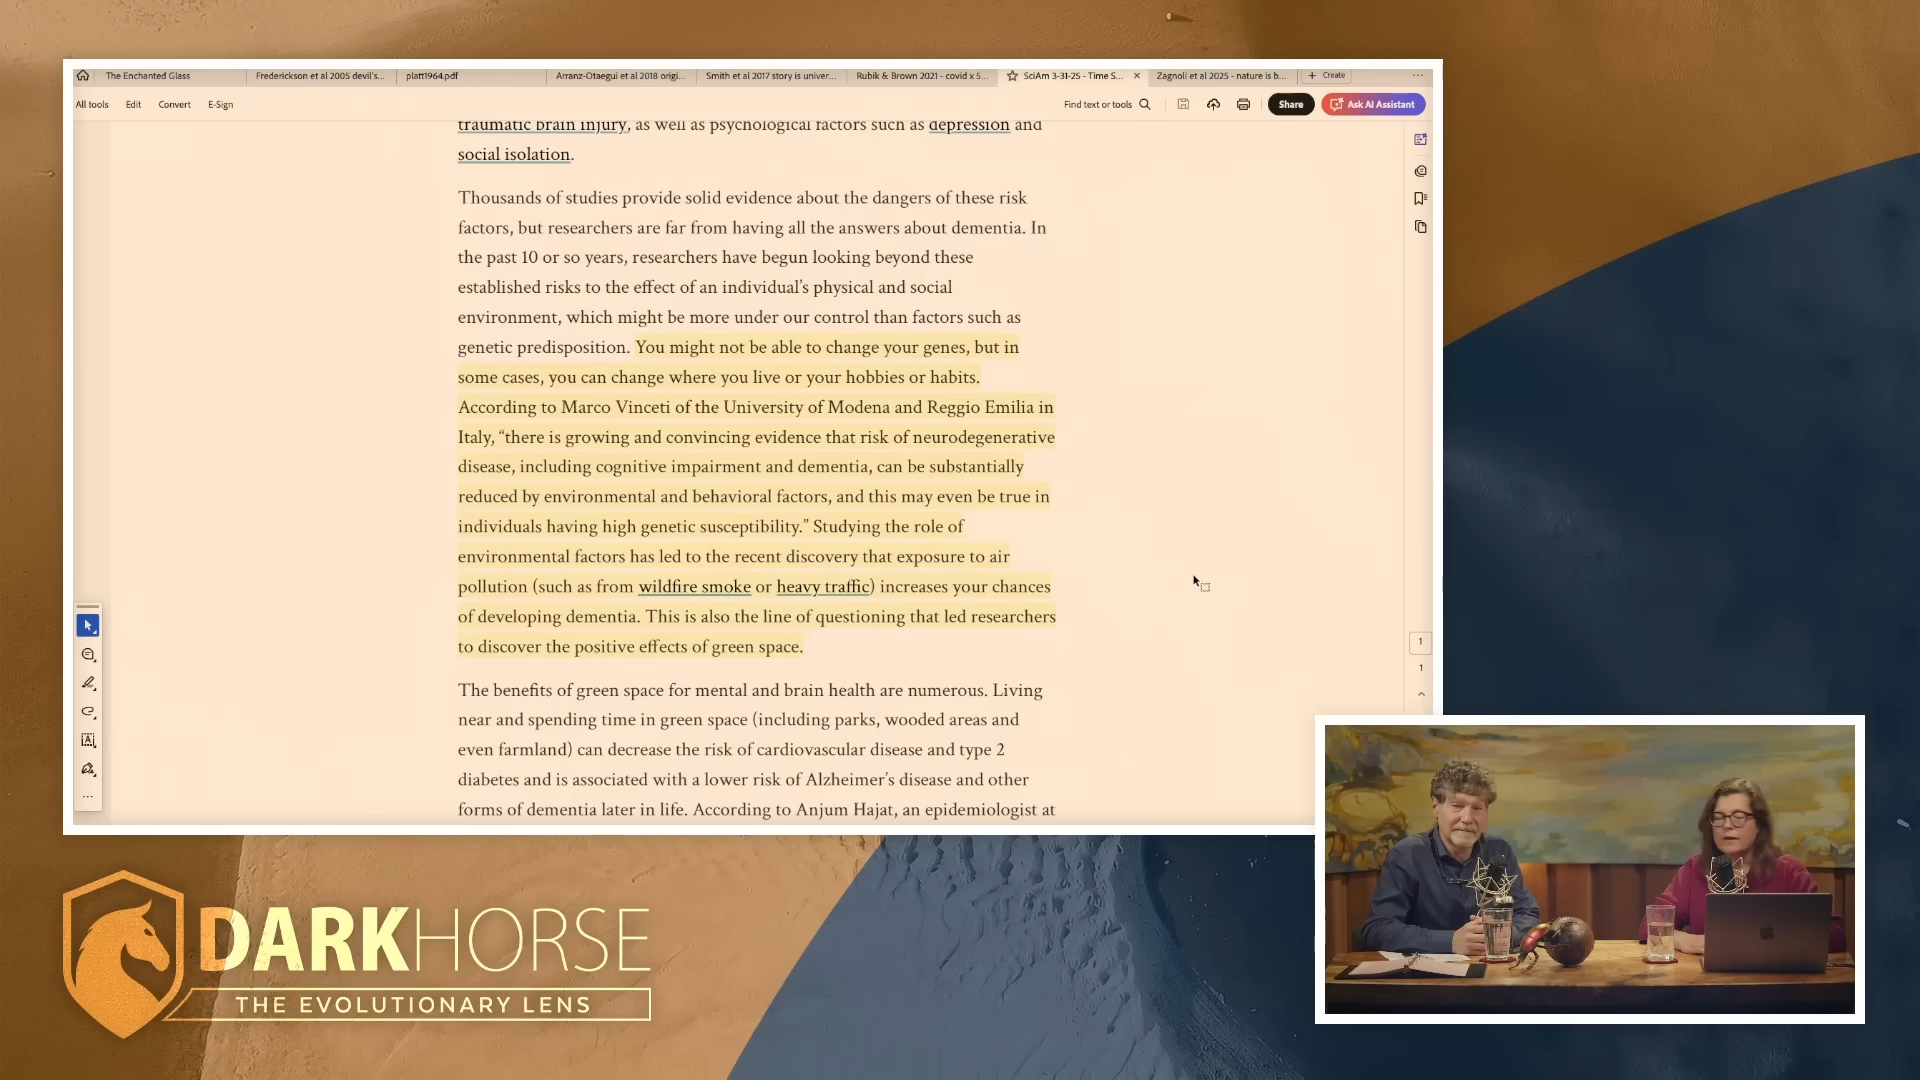 The Enchanted Glass
Frederickson et al 2005 devil's...
platt1964.pdf
Arranz-Otaegui et al 2018 origi...
Smith et al 2017 story is univer...
Rubik & Brown 2021 - covid x 5...
SciAm 3-31-25 - Time S...
Zagnoli et al 2025 - nature is b...
+ Create
All tools
Edit
Convert
E-Sign
Find text or tools
Share
Ask AI Assistant
traumatic brain injury, as well as psychological factors such as depression and
social isolation.
Thousands of studies provide solid evidence about the dangers of these risk
factors, but researchers are far from having all the answers about dementia. In
the past 10 or so years, researchers have begun looking beyond these
established risks to the effect of an individual's physical and social
environment, which might be more under our control than factors such as
genetic predisposition. You might not be able to change your genes, but in
some cases, you can change where you live or your hobbies or habits.
According to Marco Vinceti of the University of Modena and Reggio Emilia in
Italy, “there is growing and convincing evidence that risk of neurodegenerative
disease, including cognitive impairment and dementia, can be substantially
reduced by environmental and behavioral factors, and this may even be true in
individuals having high genetic susceptibility.” Studying the role of
environmental factors has led to the recent discovery that exposure to air
pollution (such as from wildfire smoke or heavy traffic) increases your chances
of developing dementia. This is also the line of questioning that led researchers
to discover the positive effects of green space.
The benefits of green space for mental and brain health are numerous. Living
near and spending time in green space (including parks, wooded areas and
even farmland) can decrease the risk of cardiovascular disease and type 2
diabetes and is associated with a lower risk of Alzheimer's disease and other
forms of dementia later in life. According to Anjum Hajat, an epidemiologist at
1
1
DARKHORSE
THE EVOLUTIONARY LENS